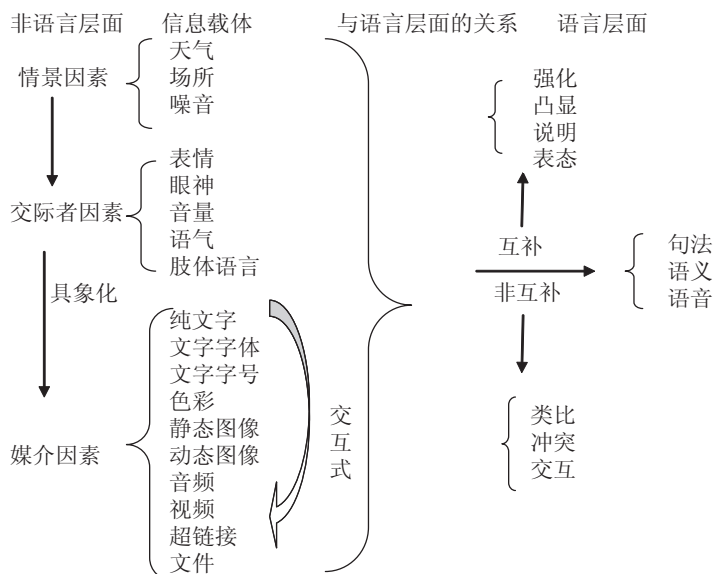 非语言层面 信息载体 与语言层面的关系 语言层面
情景因素
天气
场所
噪音
交际者因素
表情
眼神
音量
语气
肢体语言
具象化
媒介因素
纯文字
文字字体
文字字号
色彩
静态图像
动态图像
音频
视频
超链接
文件
交互式
强化
凸显
说明
表态
互补
非互补
类比
冲突
交互
句法
语义
语音